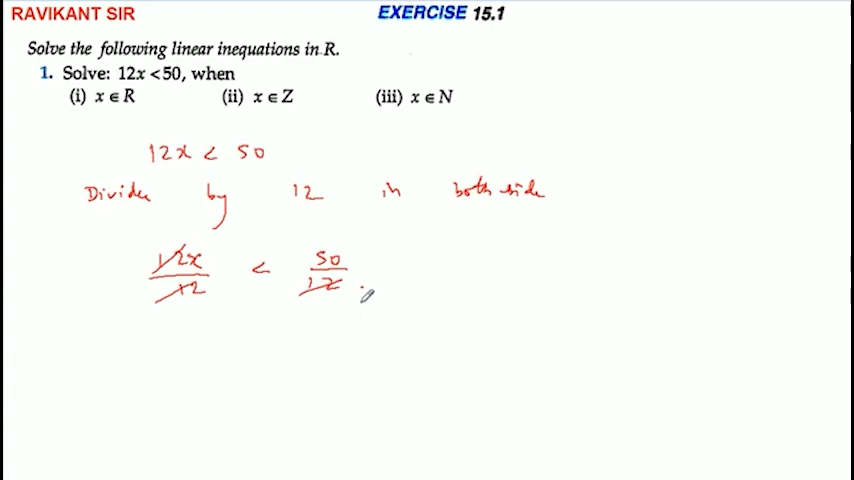 RAVIKANT SIR
EXERCISE 15.1
Solve the following linear inequations in R.
1. Solve: 12x < 50, when
(i) x ∈ R (ii) x ∈ Z (iii) x ∈ N
12x < 50
Divides by 12 in both side
12x/12 < 50/12